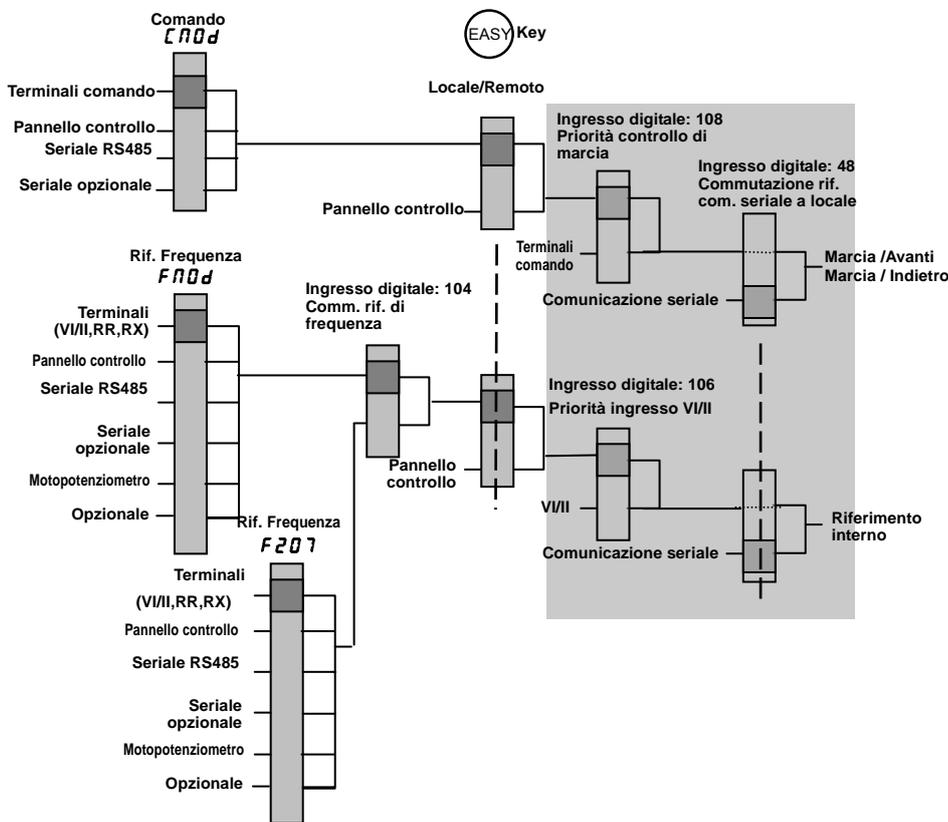 Comando
CMOd
EASY Key
Terminali comando
Pannello controllo
Seriale RS485
Seriale opzionale
Locale/Remoto
Pannello controllo
Ingresso digitale: 108
Priorità controllo di
marcia
Terminali
comando
Ingresso digitale: 48
Commutazione rif.
com. seriale a locale
Comunicazione seriale
Marcia /Avanti
Marcia / Indietro
Rif. Frequenza
FMOd
Terminali
(VI/II,RR,RX)
Pannello controllo
Seriale RS485
Seriale
opzionale
Motopotenziometro
Opzionale
Ingresso digitale: 104
Comm. rif. di
frequenza
Pannello
controllo
Ingresso digitale: 106
Priorità ingresso VI/II
VI/II
Comunicazione seriale
Riferimento
interno
Rif. Frequenza
F207
Terminali
(VI/II,RR,RX)
Pannello controllo
Seriale RS485
Seriale
opzionale
Motopotenziometro
Opzionale